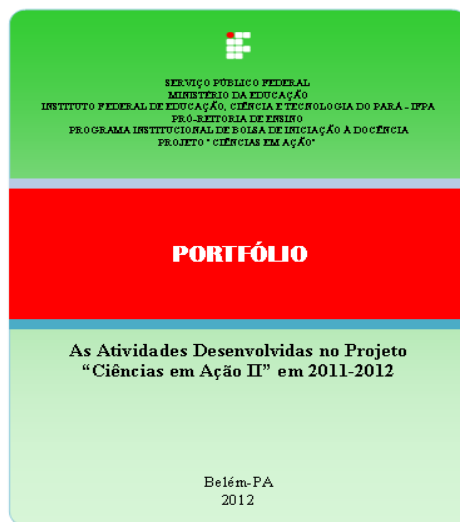 SERVIÇO PÚBLICO FEDERAL
MINISTÉRIO DA EDUCAÇÃO
INSTITUTO FEDERAL DE EDUCAÇÃO, CIÊNCIA E TECNOLOGIA DO PARÁ - IFPA
PRÓ-REITORIA DE ENSINO
PROGRAMA INSTITUCIONAL DE BOLSA DE INICIAÇÃO À DOCÊNCIA
PROJETO "CIÊNCIAS EM AÇÃO"
PORTFÓLIO
As Atividades Desenvolvidas no Projeto
“Ciências em Ação II” em 2011-2012
Belém-PA
2012